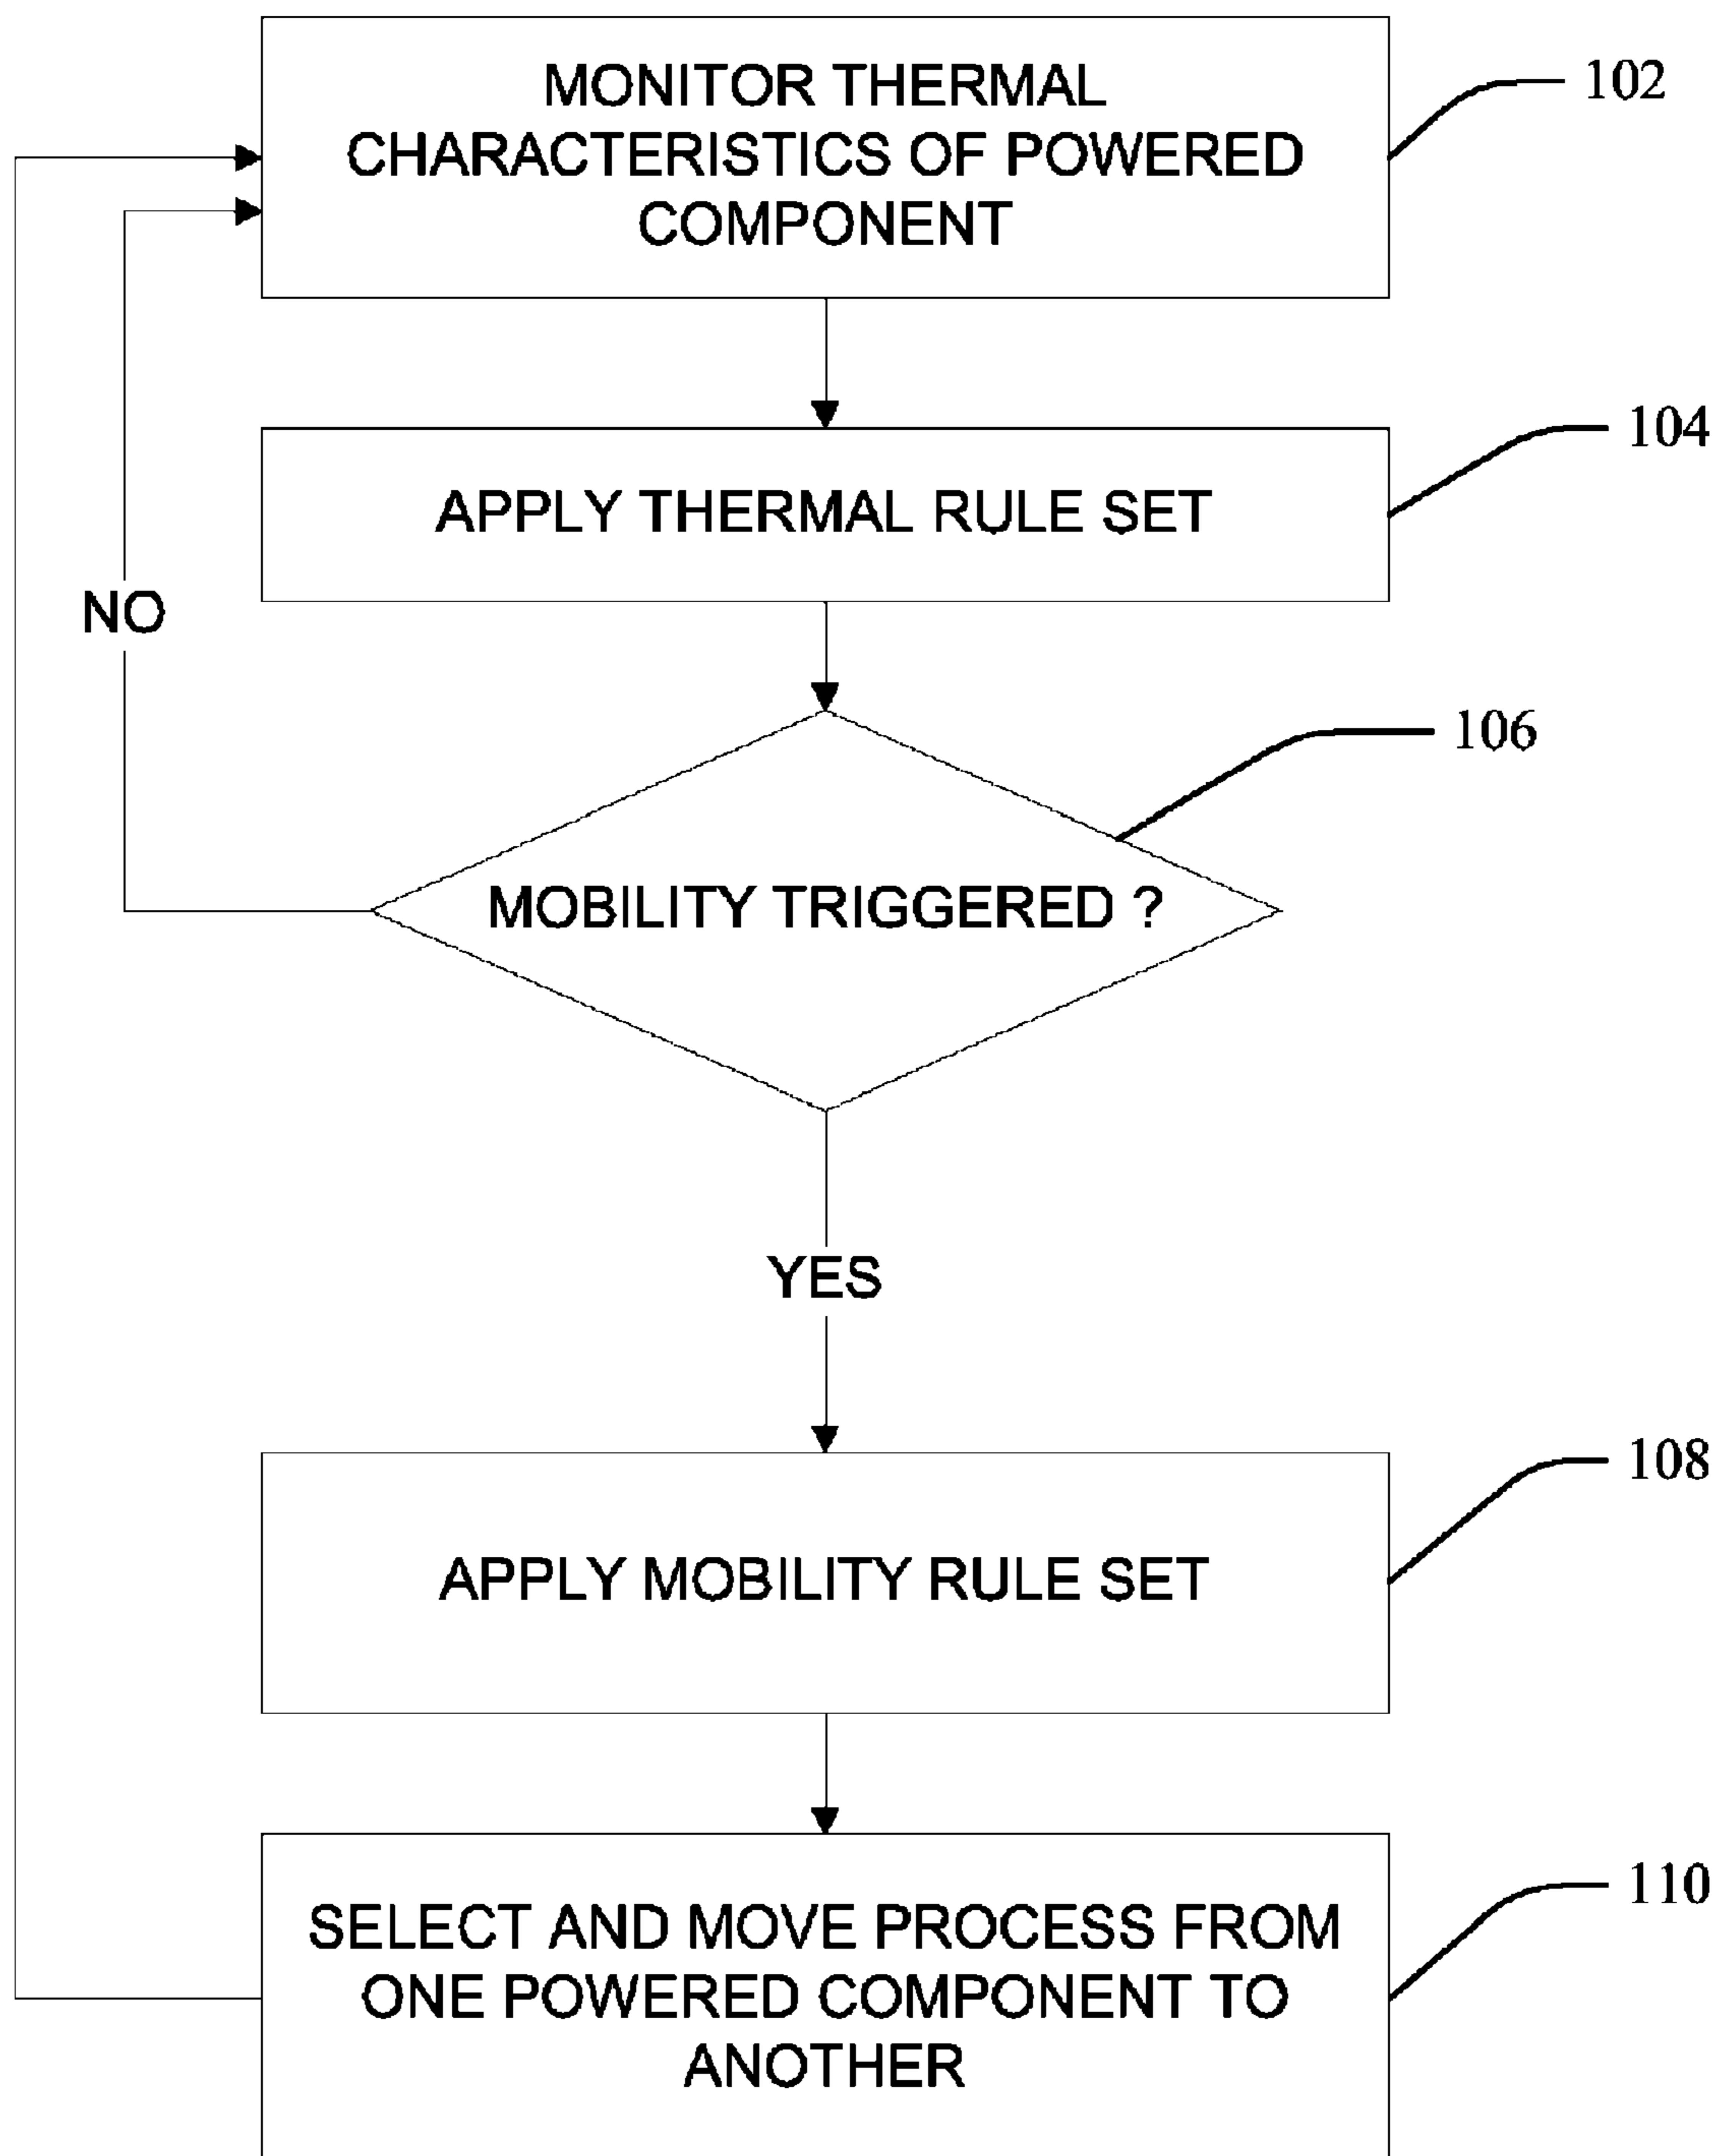 MONITOR THERMAL
CHARACTERISTICS OF POWERED
COMPONENT
102
APPLY THERMAL RULE SET
104
NO
MOBILITY TRIGGERED ?
106
YES
APPLY MOBILITY RULE SET
108
SELECT AND MOVE PROCESS FROM
ONE POWERED COMPONENT TO
ANOTHER
110